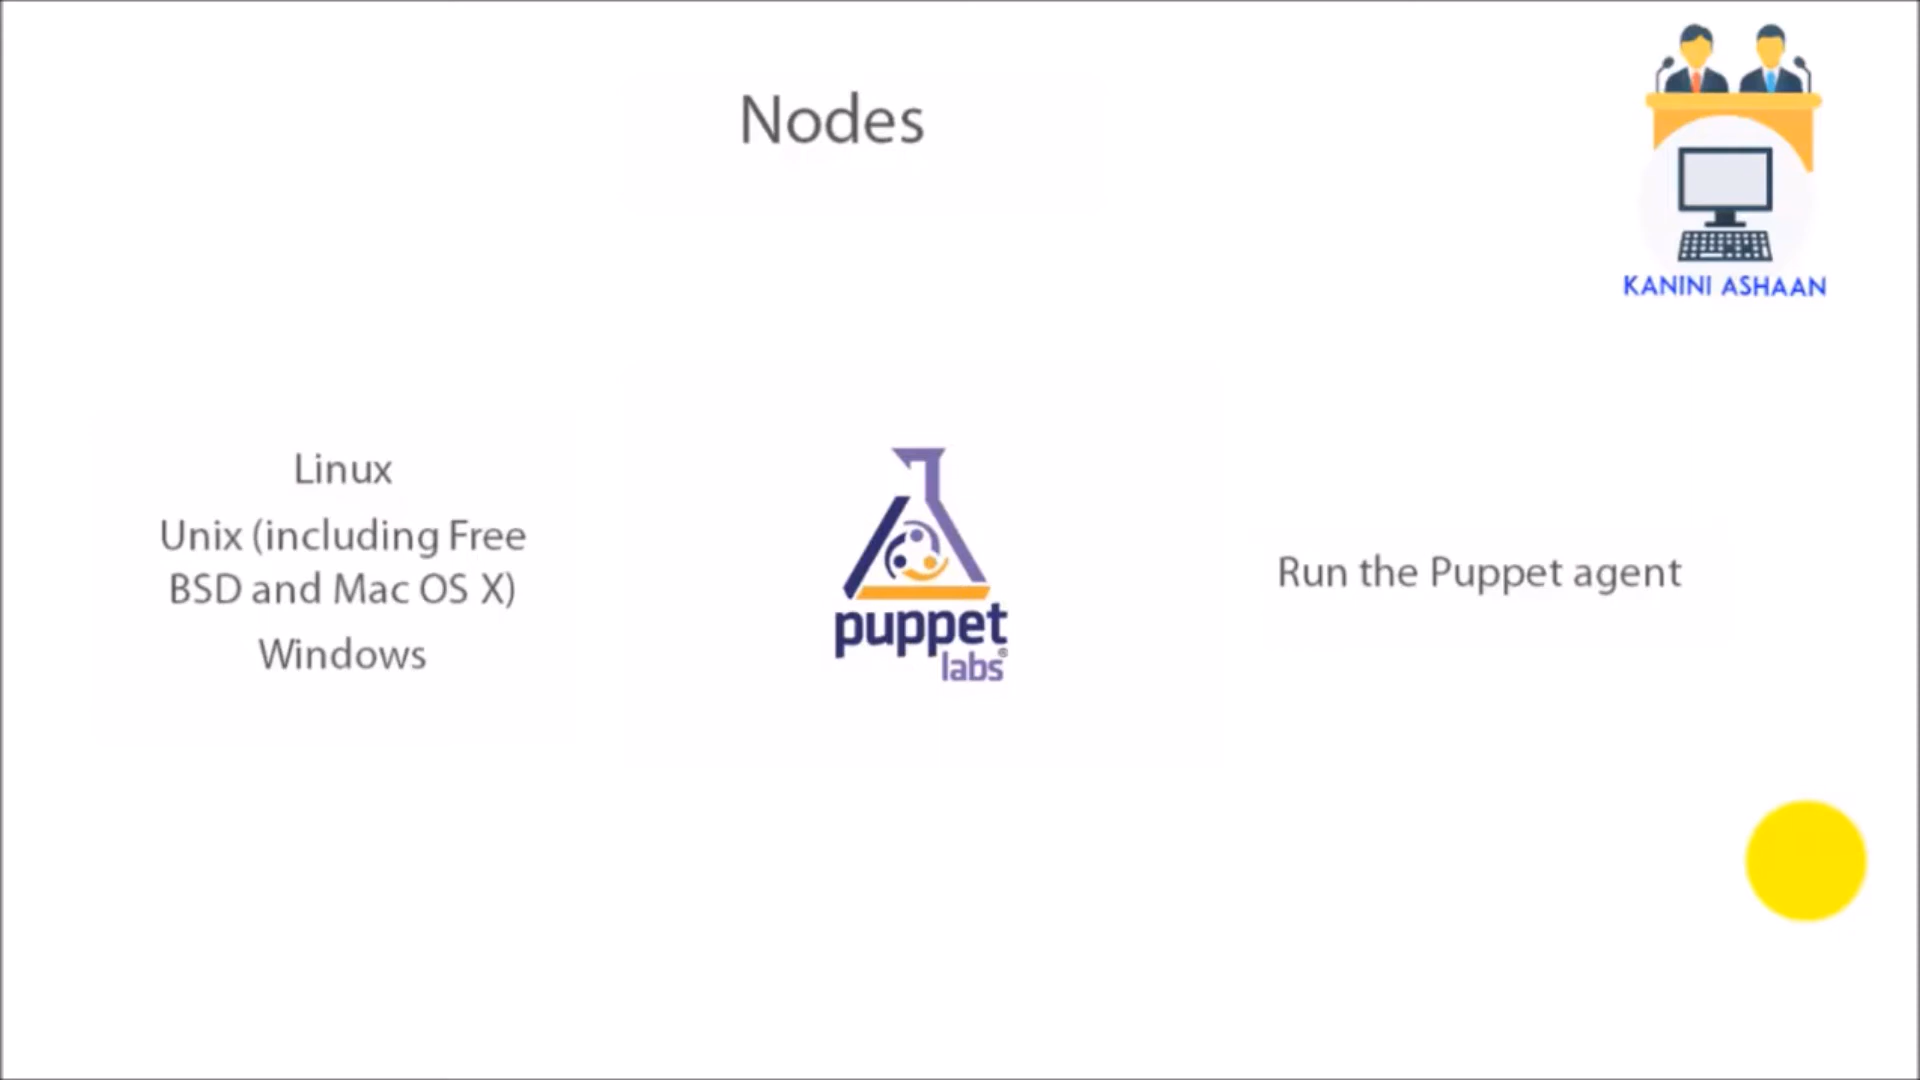 Nodes
KANINI ASHAAN
Linux
Unix (including Free
BSD and Mac OS X)
Windows
puppet
labs®
Run the Puppet agent